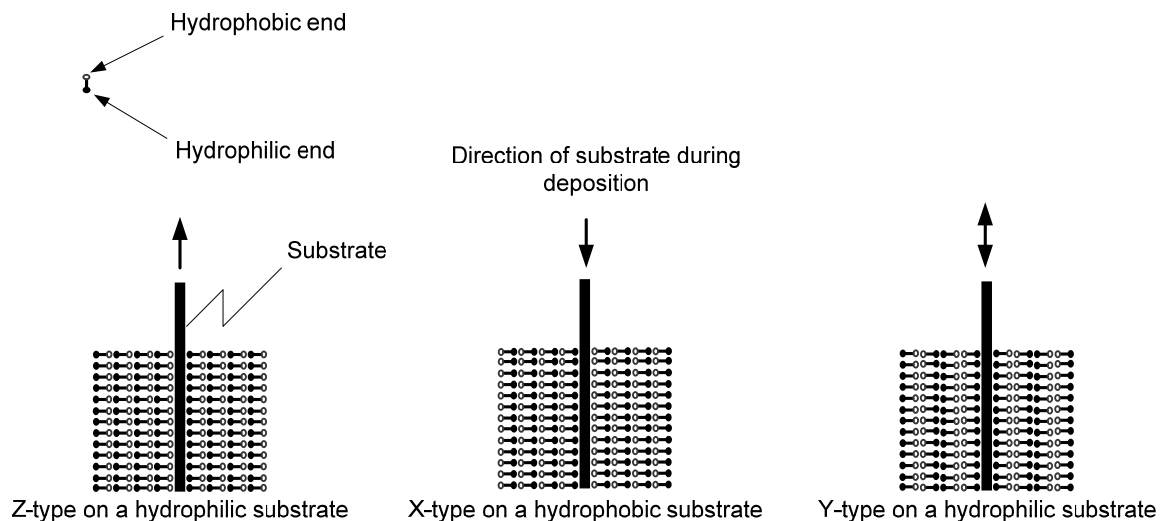 Hydrophobic end
Hydrophilic end
Direction of substrate during
deposition
Substrate
Z-type on a hydrophilic substrate
X-type on a hydrophobic substrate
Y-type on a hydrophilic substrate